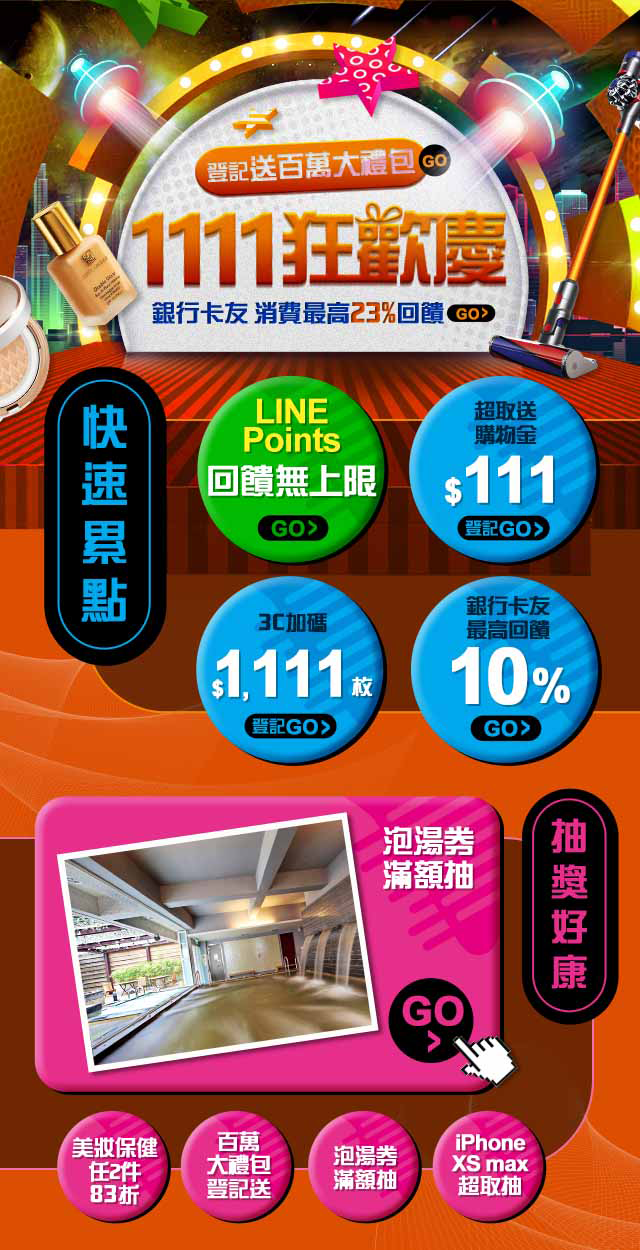 登記送百萬大禮包 GO
1111狂歡慶
銀行卡友 消費最高23%回饋 GO>
快速累點
LINE
Points
回饋無上限
GO>
超取送
購物金
$111
登記GO>
3C加碼
$1,111枚
登記GO>
銀行卡友
最高回饋
10%
GO>
抽獎好康
泡湯券
滿額抽
GO
>
美妝保健
任2件
83折
百萬
大禮包
登記送
泡湯券
滿額抽
iPhone
XS max
超取抽